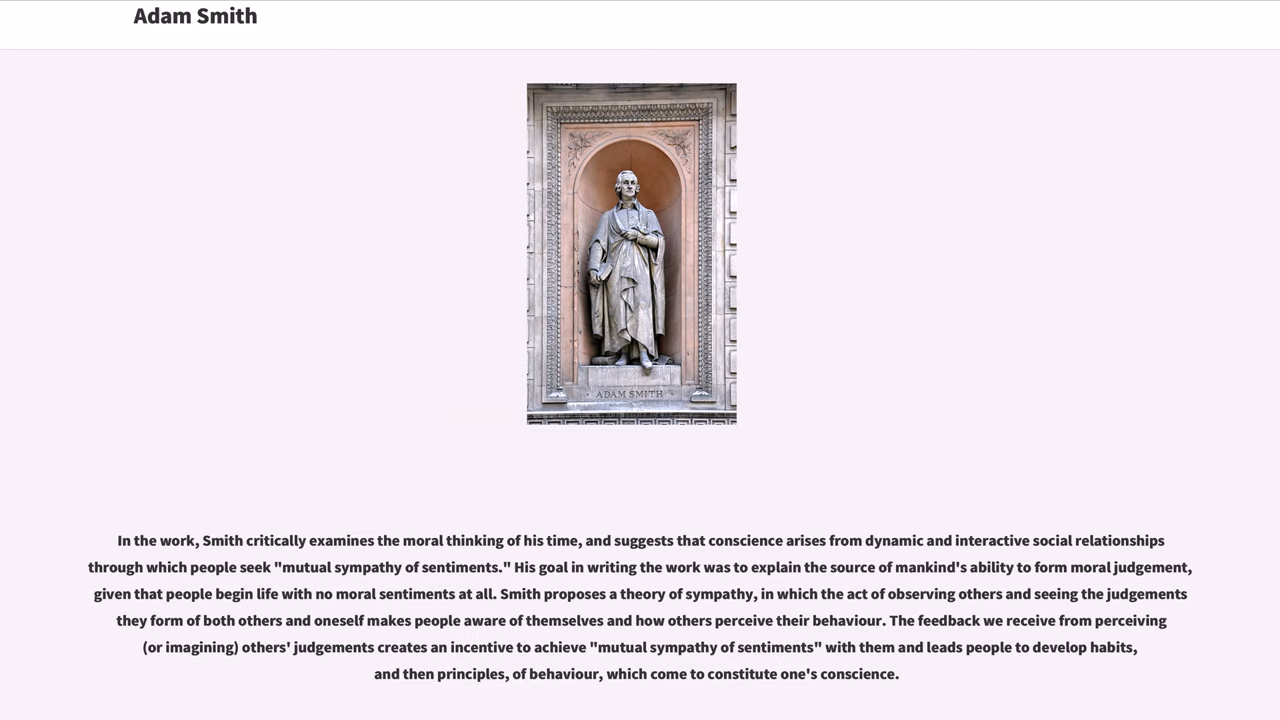 Adam Smith
· ADAM SMITH ·
In the work, Smith critically examines the moral thinking of his time, and suggests that conscience arises from dynamic and interactive social relationships
through which people seek "mutual sympathy of sentiments." His goal in writing the work was to explain the source of mankind's ability to form moral judgement,
given that people begin life with no moral sentiments at all. Smith proposes a theory of sympathy, in which the act of observing others and seeing the judgements
they form of both others and oneself makes people aware of themselves and how others perceive their behaviour. The feedback we receive from perceiving
(or imagining) others' judgements creates an incentive to achieve "mutual sympathy of sentiments" with them and leads people to develop habits,
and then principles, of behaviour, which come to constitute one's conscience.